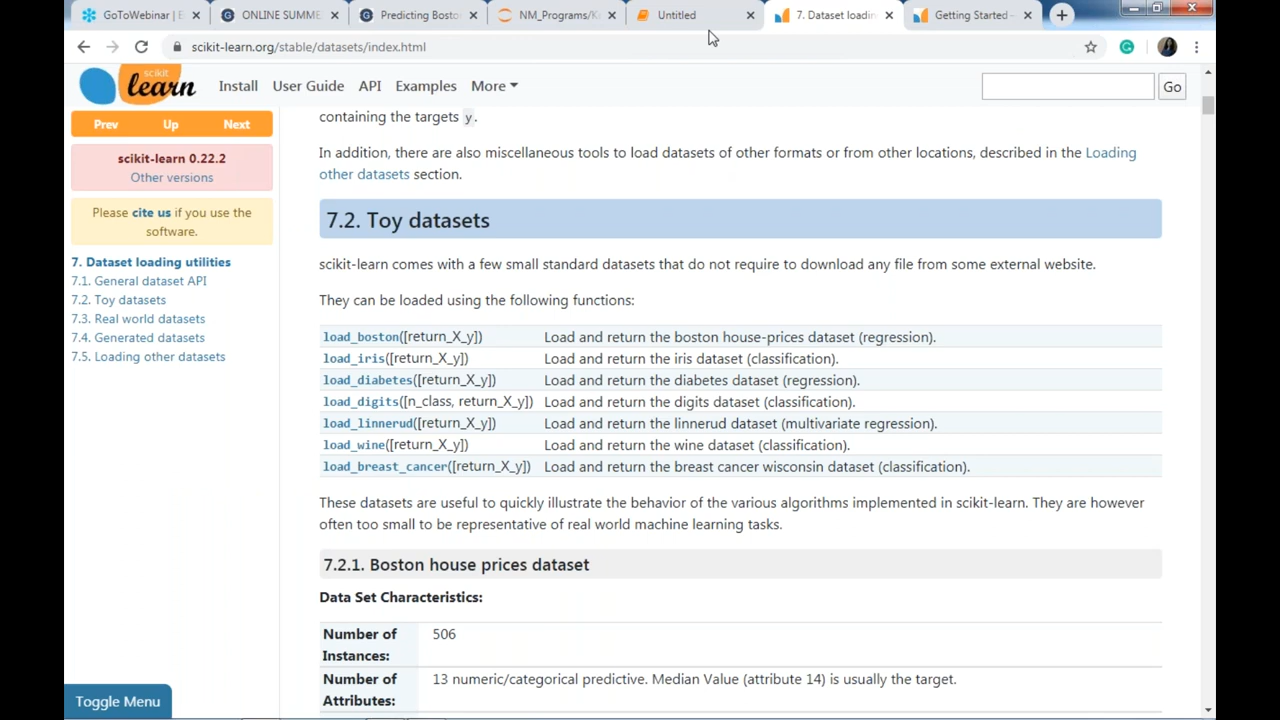 GoToWebinar | E
ONLINE SUMME
Predicting Bosto
NM_Programs/K
Untitled
7. Dataset loadin
Getting Started -
scikit-learn.org/stable/datasets/index.html
scikit
learn
Install
User Guide
API
Examples
More
Go
Prev
Up
Next
scikit-learn 0.22.2
Other versions
Please cite us if you use the
software.
7. Dataset loading utilities
7.1. General dataset API
7.2. Toy datasets
7.3. Real world datasets
7.4. Generated datasets
7.5. Loading other datasets
Toggle Menu
containing the targets y.
In addition, there are also miscellaneous tools to load datasets of other formats or from other locations, described in the Loading
other datasets section.
7.2. Toy datasets
scikit-learn comes with a few small standard datasets that do not require to download any file from some external website.
They can be loaded using the following functions:
load_boston([return_X_y]) Load and return the boston house-prices dataset (regression).
load_iris([return_X_y]) Load and return the iris dataset (classification).
load_diabetes([return_X_y]) Load and return the diabetes dataset (regression).
load_digits([n_class, return_X_y]) Load and return the digits dataset (classification).
load_linnerud([return_X_y]) Load and return the linnerud dataset (multivariate regression).
load_wine([return_X_y]) Load and return the wine dataset (classification).
load_breast_cancer([return_X_y]) Load and return the breast cancer wisconsin dataset (classification).
These datasets are useful to quickly illustrate the behavior of the various algorithms implemented in scikit-learn. They are however
often too small to be representative of real world machine learning tasks.
7.2.1. Boston house prices dataset
Data Set Characteristics:
Number of 506
Instances:
Number of 13 numeric/categorical predictive. Median Value (attribute 14) is usually the target.
Attributes: